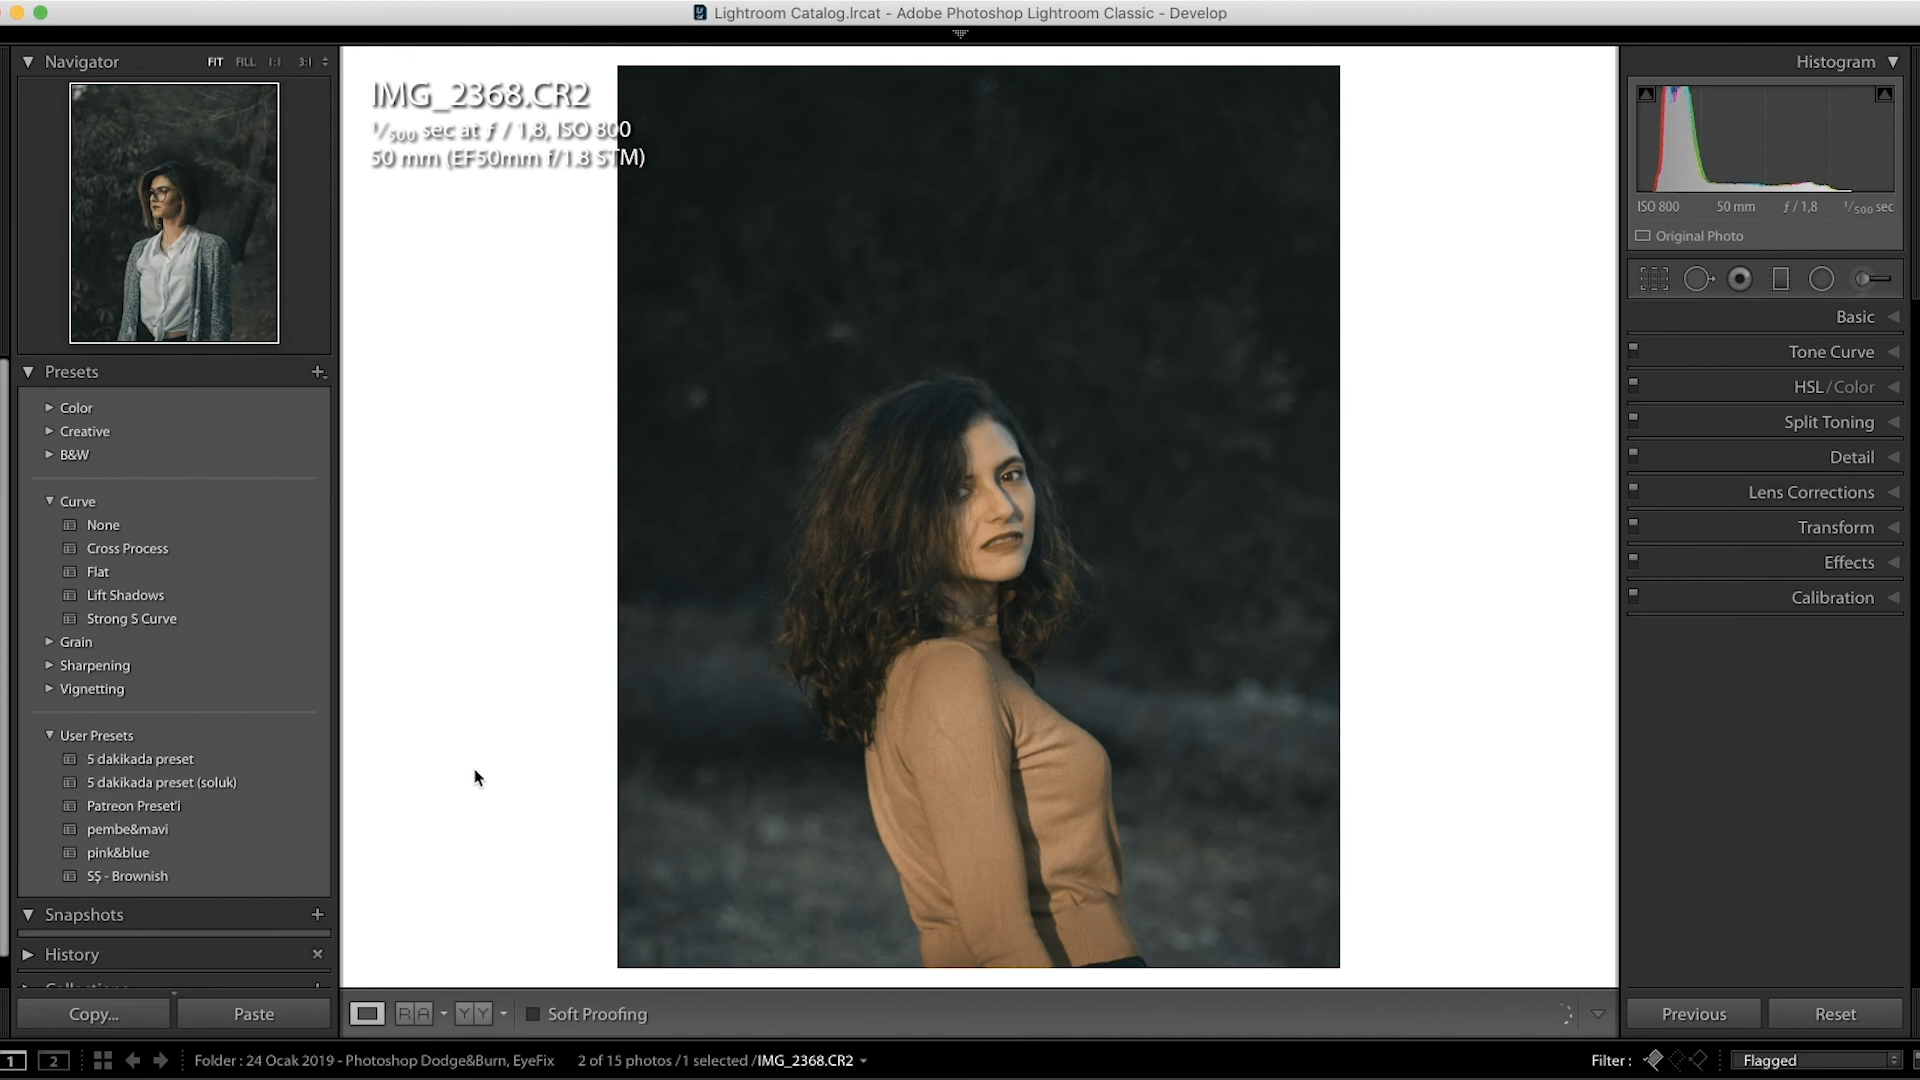 Lightroom Catalog.lrcat - Adobe Photoshop Lightroom Classic - Develop
Navigator
FIT FILL 1:1 3:1
Presets
Color
Creative
B&W
Curve
None
Cross Process
Flat
Lift Shadows
Strong S Curve
Grain
Sharpening
Vignetting
User Presets
5 dakikada preset
5 dakikada preset (soluk)
Patreon Preset'i
pembe&mavi
pink&blue
SŞ - Brownish
Snapshots
History
Copy...
Paste
IMG_2368.CR2
1/500 sec at ƒ / 1,8, ISO 800
50 mm (EF50mm f/1.8 STM)
Histogram
ISO 800 50 mm ƒ / 1,8 1/500 sec
Original Photo
Basic
Tone Curve
HSL / Color
Split Toning
Detail
Lens Corrections
Transform
Effects
Calibration
R A
Y Y
Soft Proofing
Previous
Reset
1 2
Folder : 24 Ocak 2019 - Photoshop Dodge&Burn, EyeFix
2 of 15 photos / 1 selected / IMG_2368.CR2
Filter :
Flagged